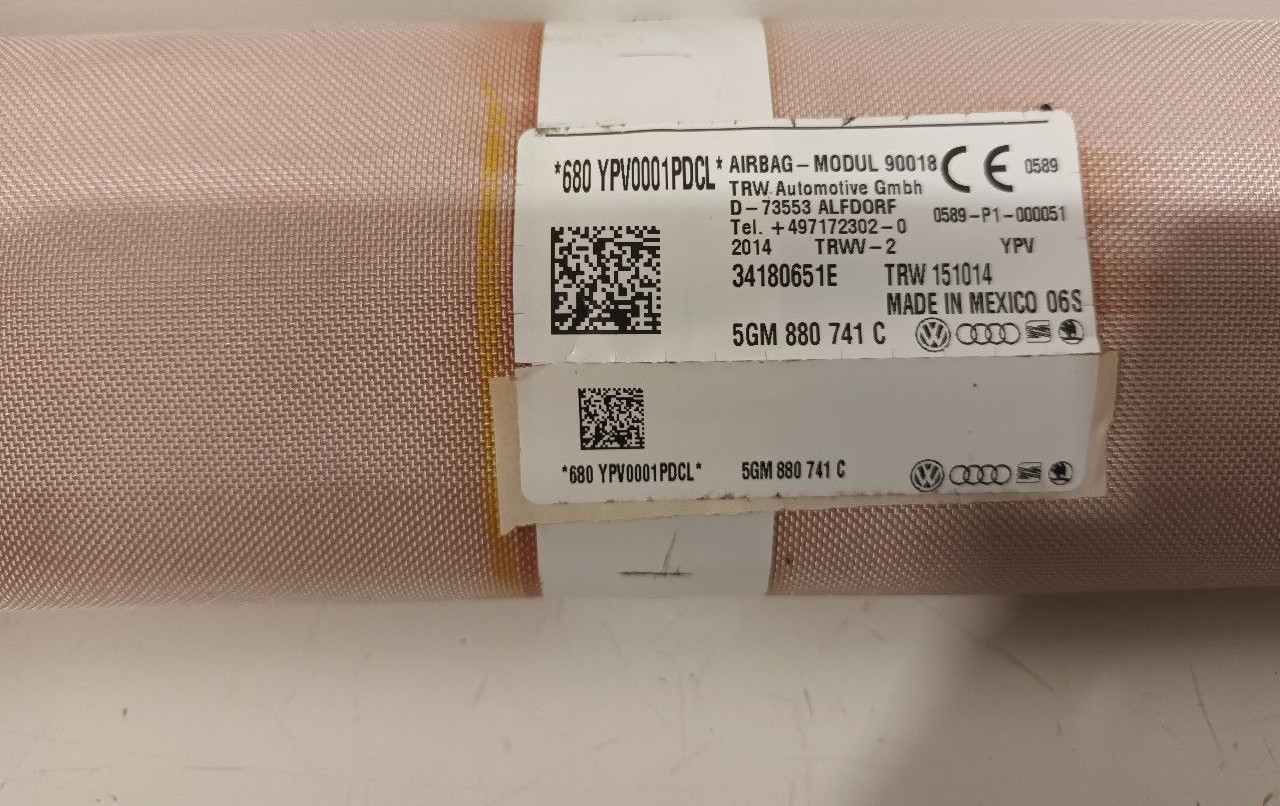 *680 YPV0001PDCL*
AIRBAG-MODUL 90018
CE 0589
TRW Automotive Gmbh
D-73553 ALFDORF
0589-P1-000051
Tel. +497172302-0
2014 TRWV-2 YPV
34180651E TRW 151014
MADE IN MEXICO 06S
5GM 880 741 C
*680 YPV0001PDCL* 5GM 880 741 C